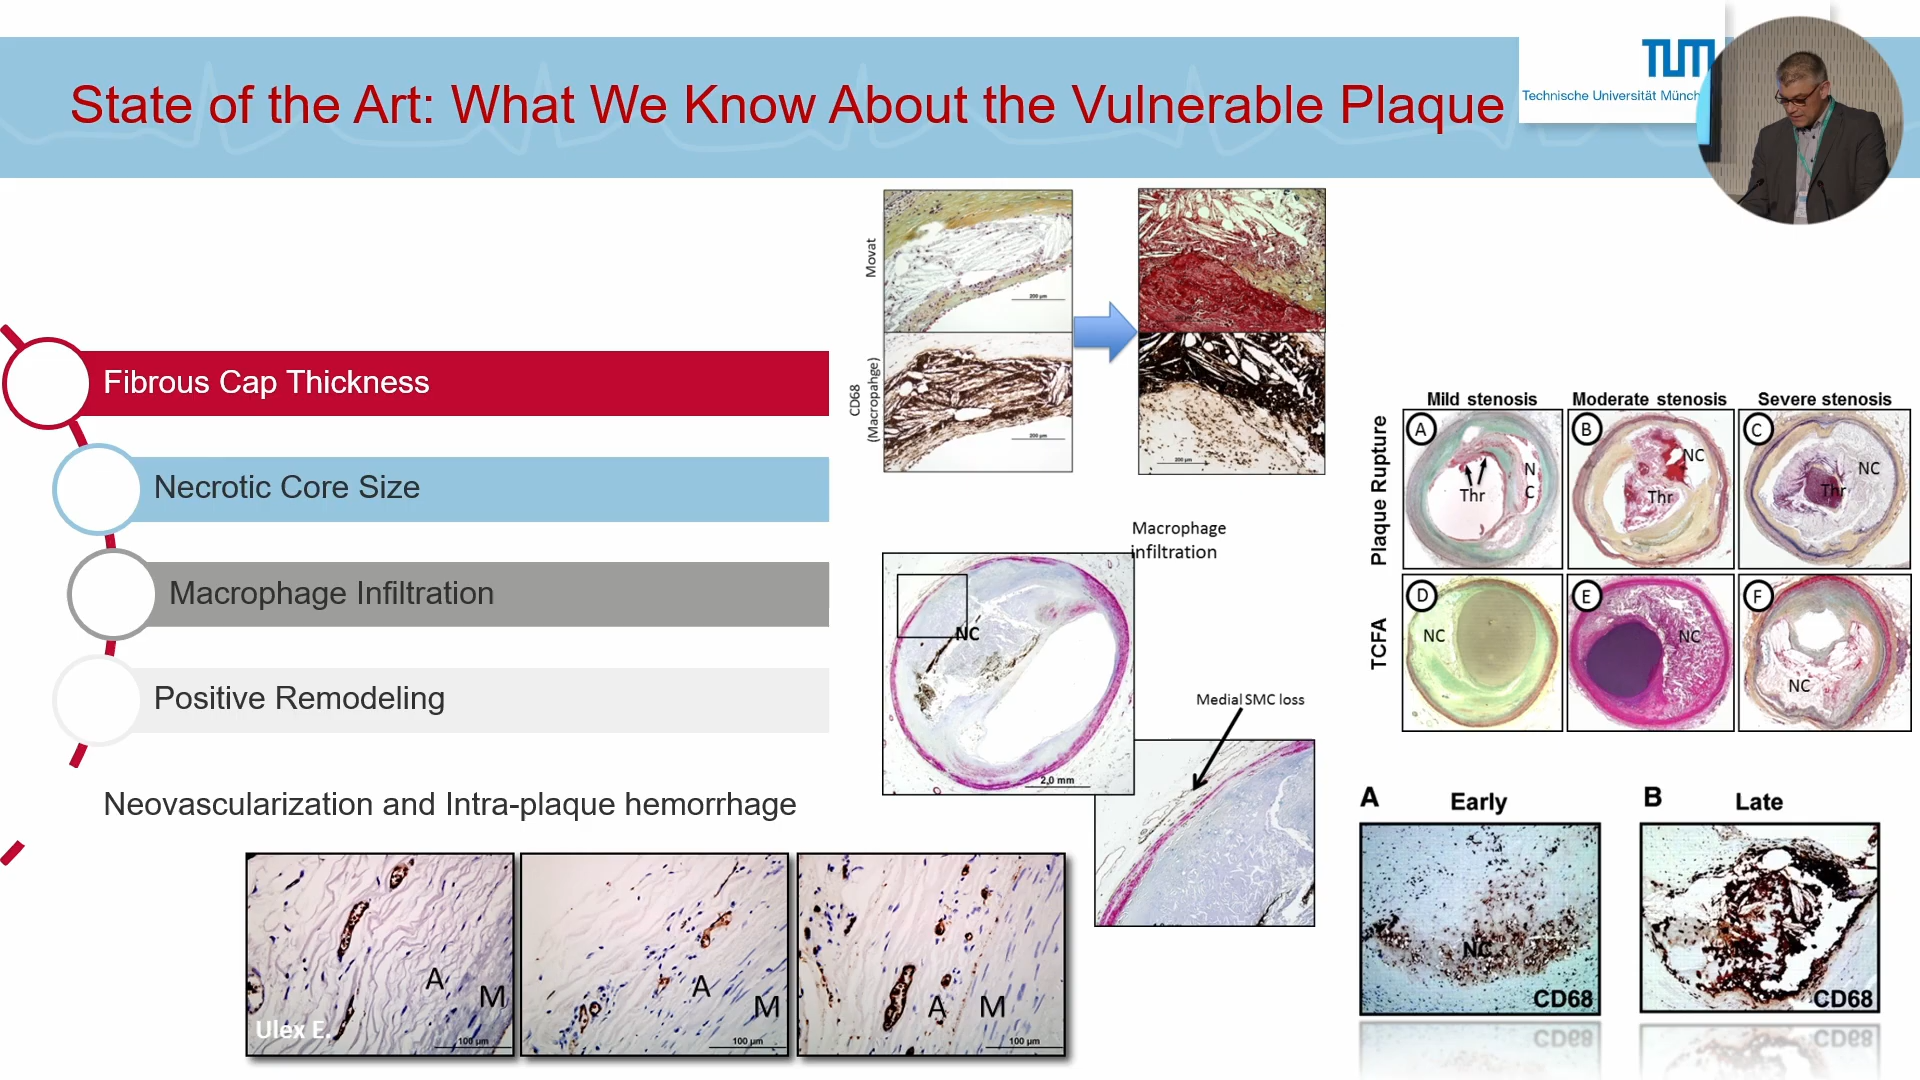 State of the Art: What We Know About the Vulnerable Plaque
TUM
Technische Universität Münch
Fibrous Cap Thickness
Necrotic Core Size
Macrophage Infiltration
Positive Remodeling
Neovascularization and Intra-plaque hemorrhage
Movat
200 µm
CD68
(Macropahge)
200 µm
200 µm
Macrophage
infiltration
NC
2,0 mm
Medial SMC loss
Mild stenosis
Moderate stenosis
Severe stenosis
Plaque Rupture
A
Thr
N
C
B
NC
Thr
C
NC
Thr
TCFA
D
NC
E
NC
F
NC
A
Early
NC
CD68
B
Late
CD68
A
M
Ulex E.
100 µm
A
M
100 µm
A
M
100 µm